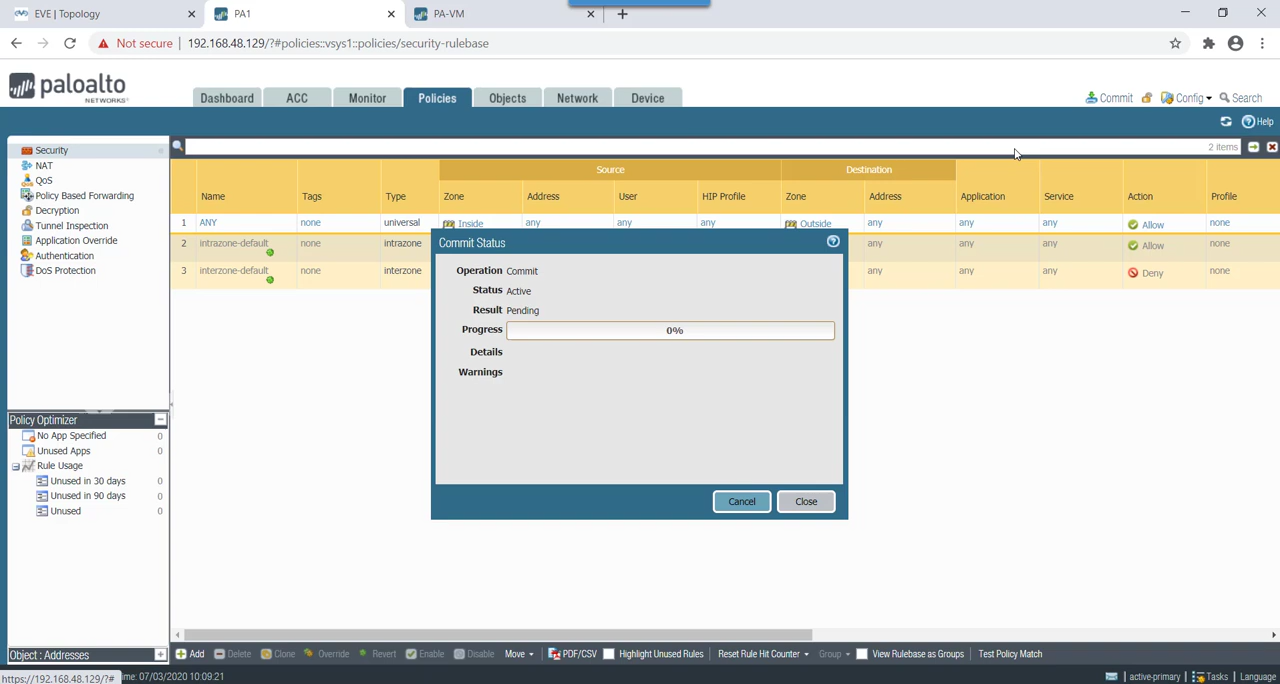 EVE | Topology
PA1
PA-VM
Not secure
192.168.48.129/?#policies::vsys1::policies/security-rulebase
paloalto
NETWORKS
Dashboard
ACC
Monitor
Policies
Objects
Network
Device
Commit
Config
Search
Help
Security
NAT
QoS
Policy Based Forwarding
Decryption
Tunnel Inspection
Application Override
Authentication
DoS Protection
2 items
Source
Destination
Name
Tags
Type
Zone
Address
User
HIP Profile
Zone
Address
Application
Service
Action
Profile
1 ANY none universal Inside any any any Outside any any any Allow none
2 intrazone-default none intrazone any any any Allow none
3 interzone-default none interzone any any any Deny none
Commit Status
Operation Commit
Status Active
Result Pending
Progress 0%
Details
Warnings
Cancel
Close
Policy Optimizer
No App Specified 0
Unused Apps 0
Rule Usage
Unused in 30 days 0
Unused in 90 days 0
Unused 0
Object : Addresses
Add
Delete
Clone
Override
Revert
Enable
Disable
Move
PDF/CSV
Highlight Unused Rules
Reset Rule Hit Counter
Group
View Rulebase as Groups
Test Policy Match
https://192.168.48.129/?#
ime: 07/03/2020 10:09:21
active-primary
Tasks
Language